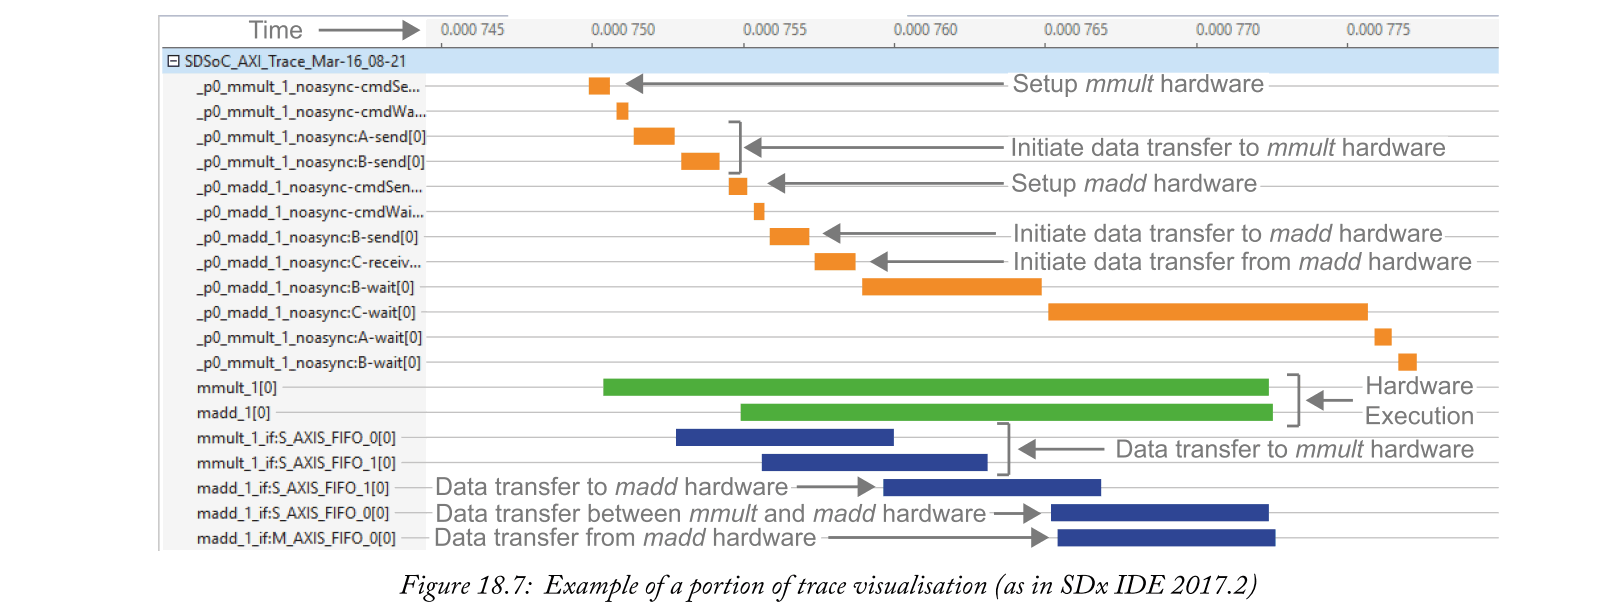 Time 0.000 745 0.000 750 0.000 755 0.000 760 0.000 765 0.000 770 0.000 775
SDSoC_AXI_Trace_Mar-16_08-21
_p0_mmult_1_noasync-cmdSe... Setup mmult hardware
_p0_mmult_1_noasync-cmdWa...
_p0_mmult_1_noasync:A-send[0]
Initiate data transfer to mmult hardware
_p0_mmult_1_noasync:B-send[0]
_p0_madd_1_noasync-cmdSen... Setup madd hardware
_p0_madd_1_noasync-cmdWai...
_p0_madd_1_noasync:B-send[0] Initiate data transfer to madd hardware
_p0_madd_1_noasync:C-receiv... Initiate data transfer from madd hardware
_p0_madd_1_noasync:B-wait[0]
_p0_madd_1_noasync:C-wait[0]
_p0_mmult_1_noasync:A-wait[0]
_p0_mmult_1_noasync:B-wait[0]
mmult_1[0] Hardware
madd_1[0] Execution
mmult_1_if:S_AXIS_FIFO_0[0]
Data transfer to mmult hardware
mmult_1_if:S_AXIS_FIFO_1[0]
madd_1_if:S_AXIS_FIFO_1[0] Data transfer to madd hardware
madd_1_if:S_AXIS_FIFO_0[0] Data transfer between mmult and madd hardware
madd_1_if:M_AXIS_FIFO_0[0] Data transfer from madd hardware
Figure 18.7: Example of a portion of trace visualisation (as in SDx IDE 2017.2)